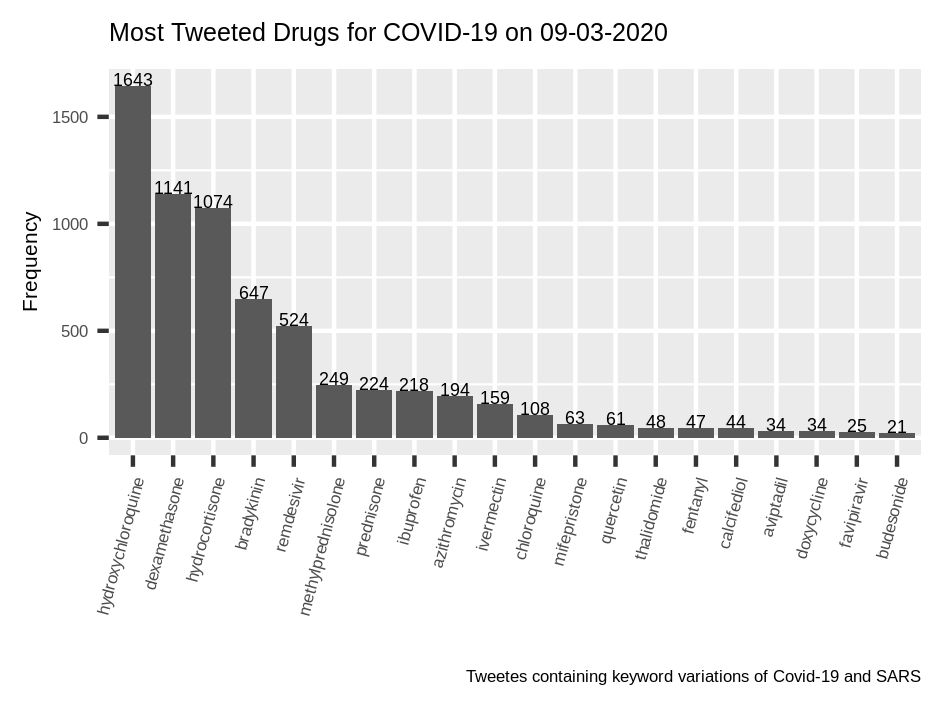 Most Tweeted Drugs for COVID-19 on 09-03-2020
Frequency
1500
1000
500
0
1643
1141
1074
647
524
249
224
218
194
159
108
63
61
48
47
44
34
34
25
21
hydroxychloroquine
dexamethasone
hydrocortisone
bradykinin
remdesivir
methylprednisolone
prednisone
ibuprofen
azithromycin
ivermectin
chloroquine
mifepristone
quercetin
thalidomide
fentanyl
calcifediol
aviptadil
doxycycline
favipiravir
budesonide
Tweetes containing keyword variations of Covid-19 and SARS